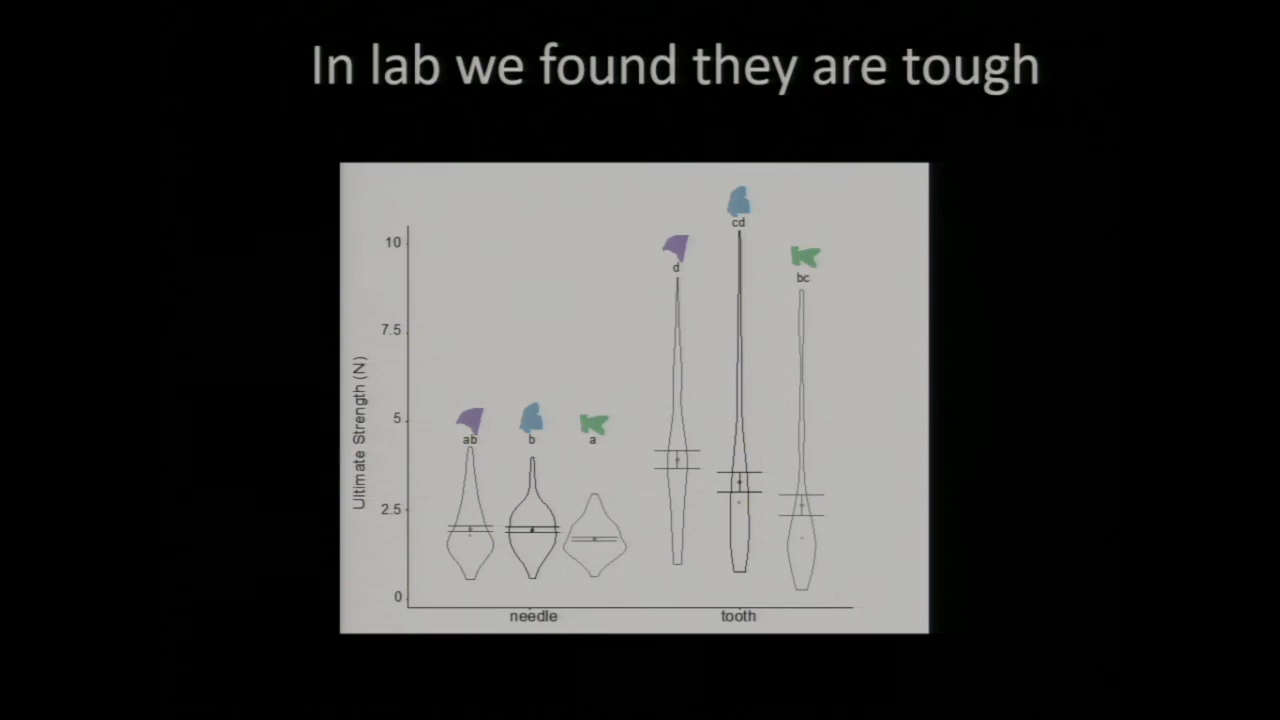 In lab we found they are tough
cd
d
bc
10
7.5
5
2.5
0
Ultimate Strength (N)
ab
b
a
needle
tooth